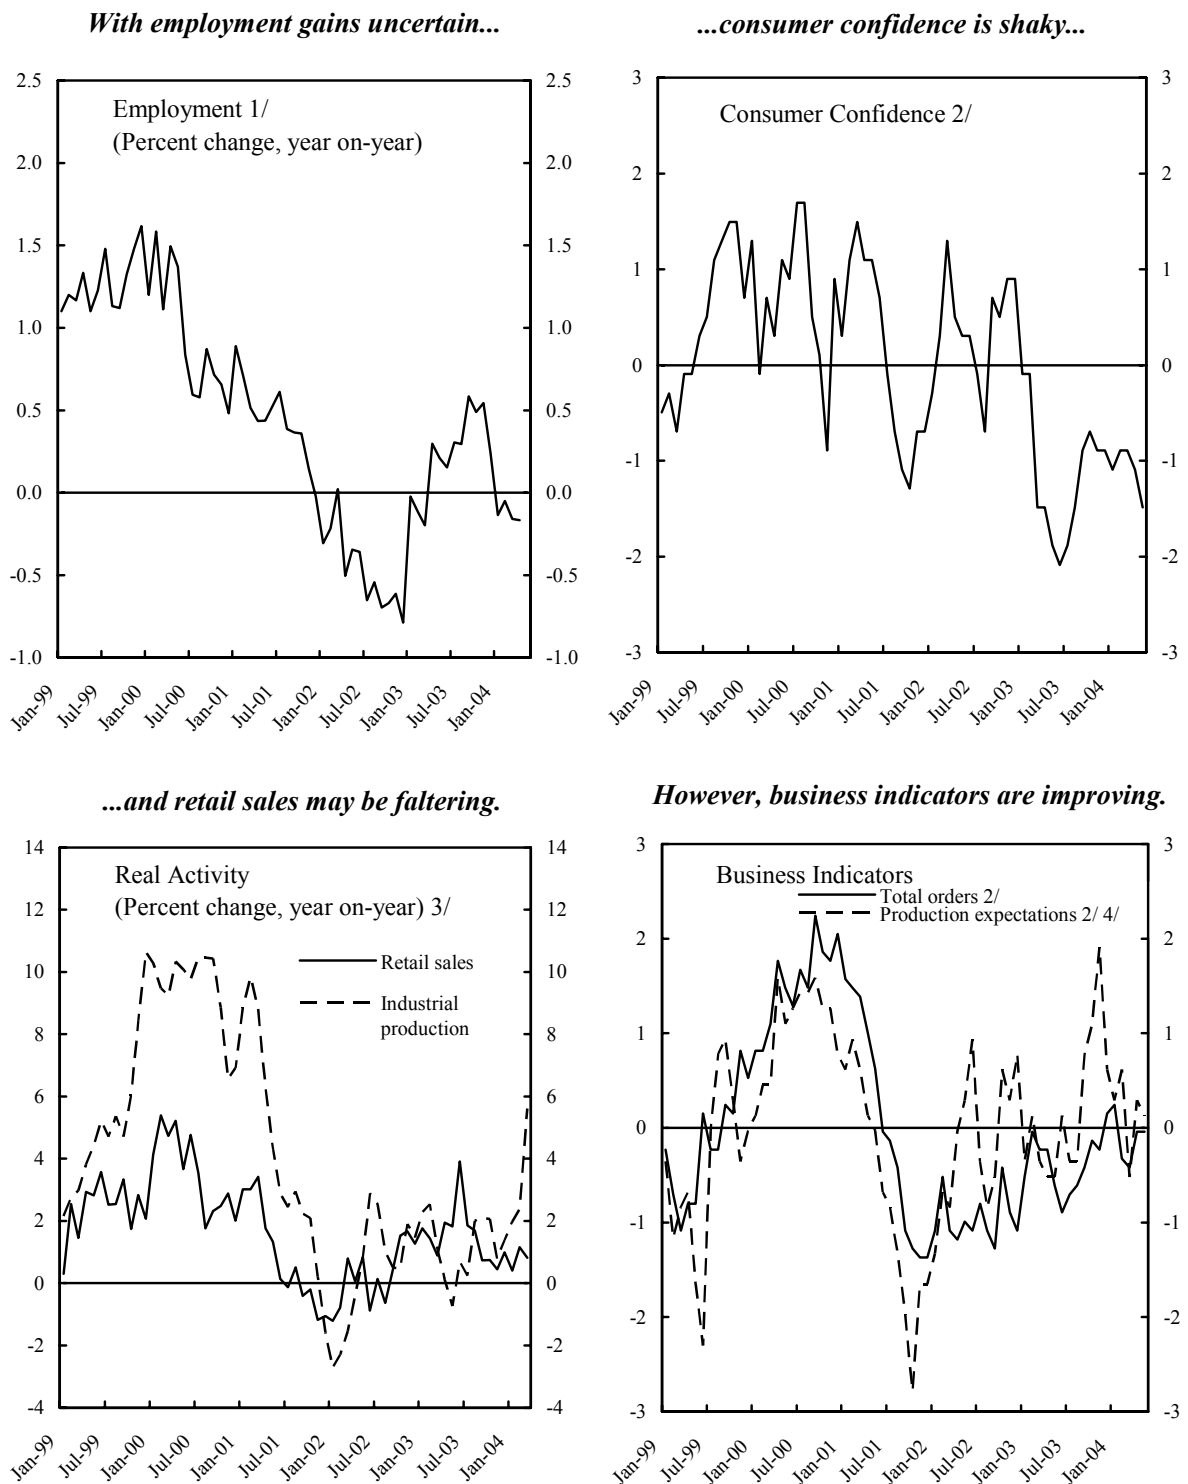 With employment gains uncertain...
...consumer confidence is shaky...
Employment 1/
(Percent change, year on-year)
2.5
2.0
1.5
1.0
0.5
0.0
-0.5
-1.0
2.5
2.0
1.5
1.0
0.5
0.0
-0.5
-1.0
Jan-99
Jul-99
Jan-00
Jul-00
Jan-01
Jul-01
Jan-02
Jul-02
Jan-03
Jul-03
Jan-04
Consumer Confidence 2/
3
2
1
0
-1
-2
-3
3
2
1
0
-1
-2
-3
Jan-99
Jul-99
Jan-00
Jul-00
Jan-01
Jul-01
Jan-02
Jul-02
Jan-03
Jul-03
Jan-04
...and retail sales may be faltering.
However, business indicators are improving.
Real Activity
(Percent change, year on-year) 3/
Retail sales
Industrial
production
14
12
10
8
6
4
2
0
-2
-4
14
12
10
8
6
4
2
0
-2
-4
Jan-99
Jul-99
Jan-00
Jul-00
Jan-01
Jul-01
Jan-02
Jul-02
Jan-03
Jul-03
Jan-04
Business Indicators
Total orders 2/
Production expectations 2/ 4/
3
2
1
0
-1
-2
-3
3
2
1
0
-1
-2
-3
Jan-99
Jul-99
Jan-00
Jul-00
Jan-01
Jul-01
Jan-02
Jul-02
Jan-03
Jul-03
Jan-04